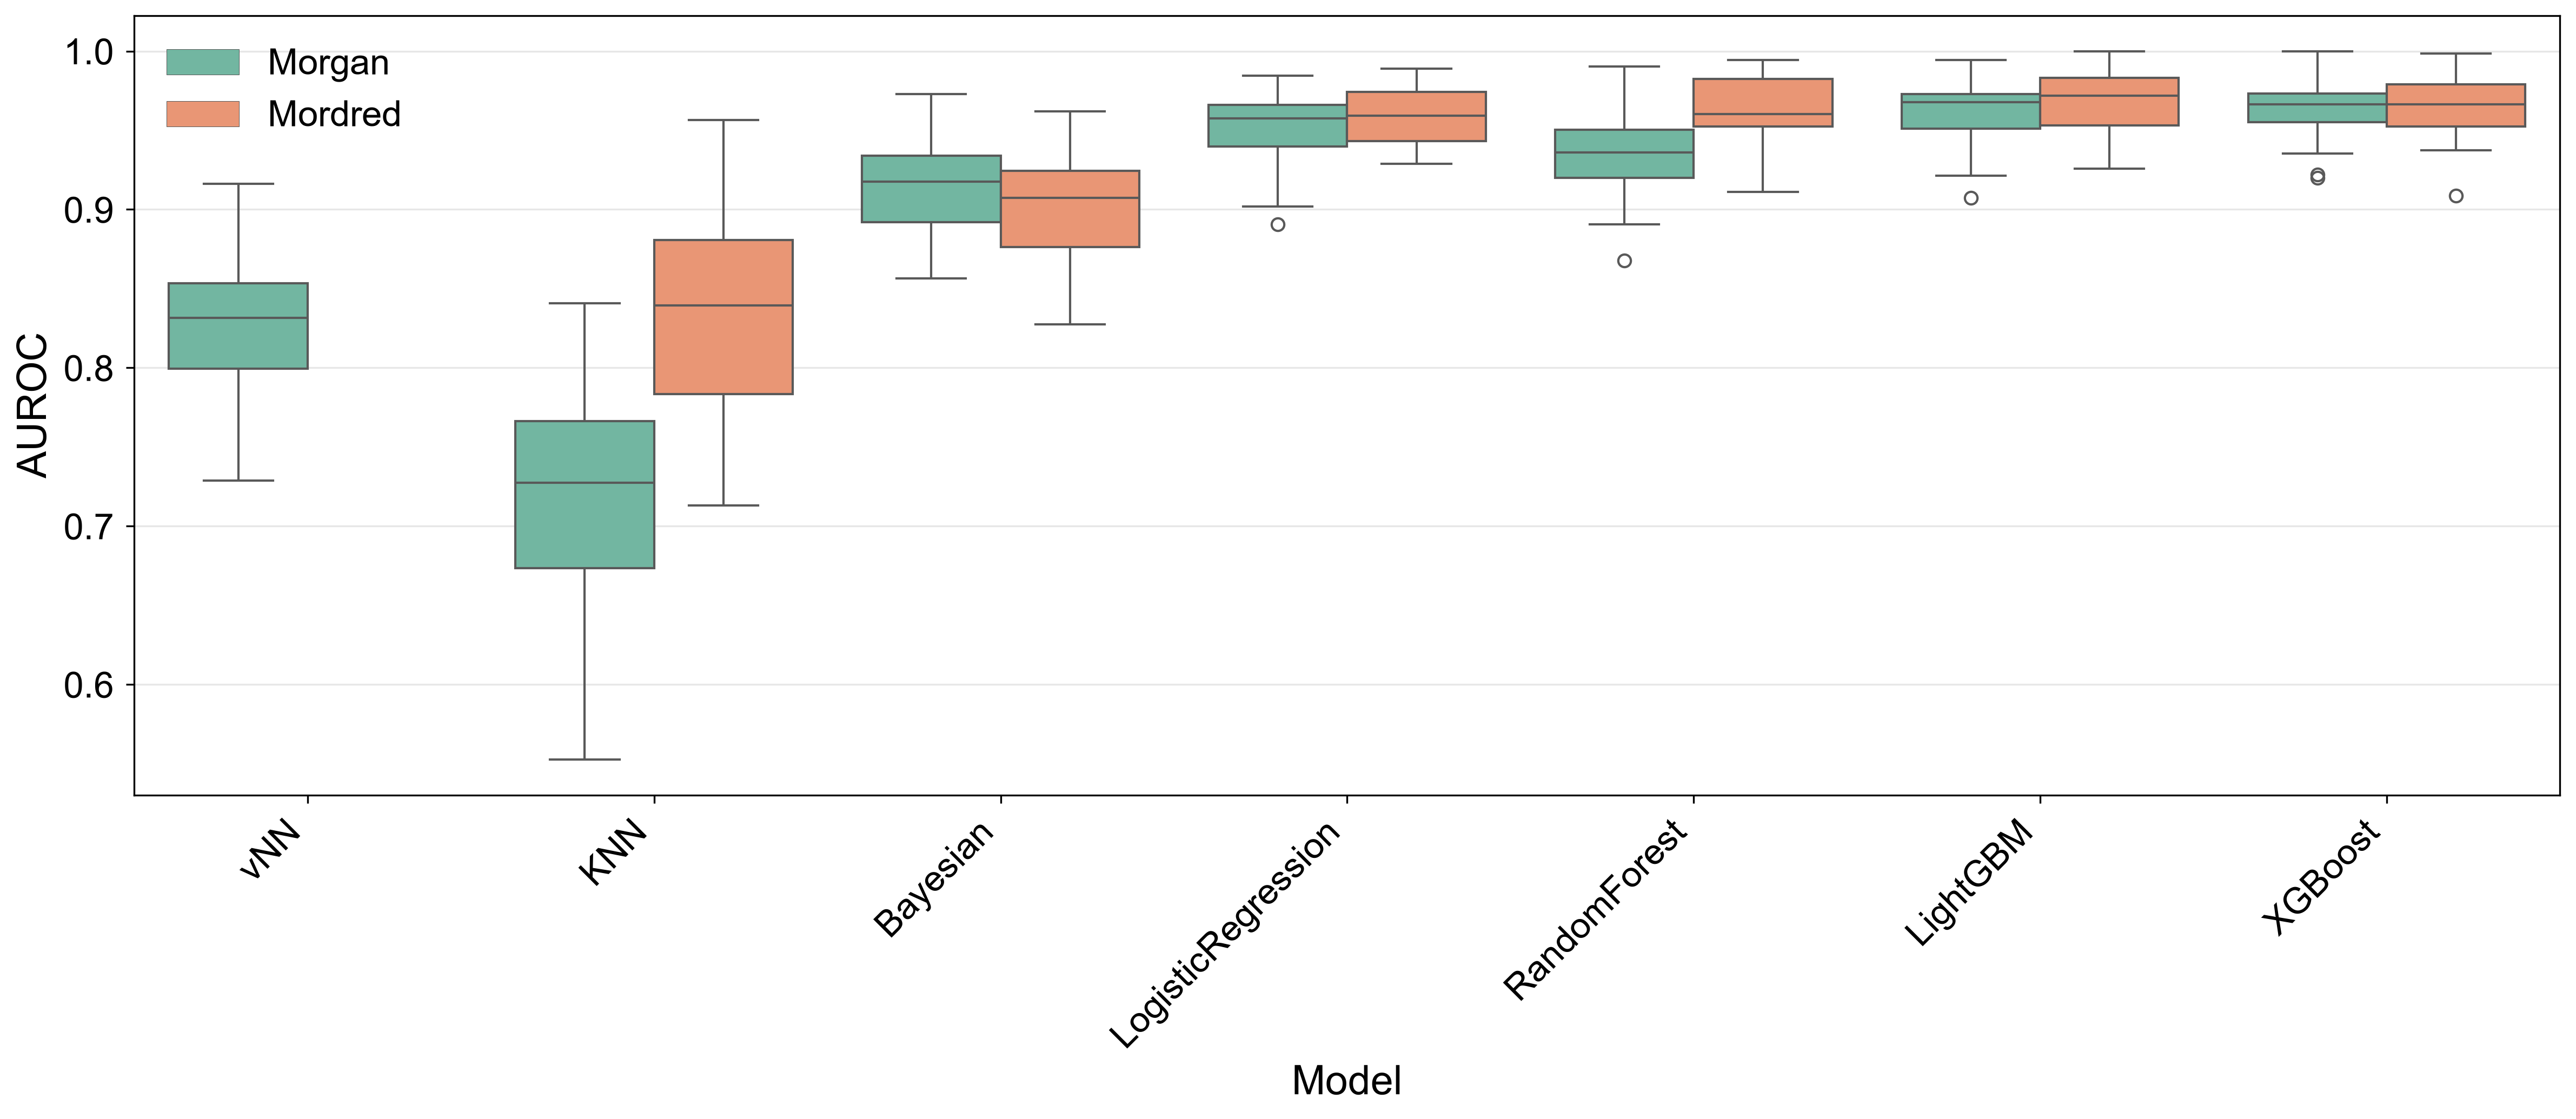 Morgan
Mordred
AUROC
1.0
0.9
0.8
0.7
0.6
vNN
KNN
Bayesian
LogisticRegression
RandomForest
LightGBM
XGBoost
Model